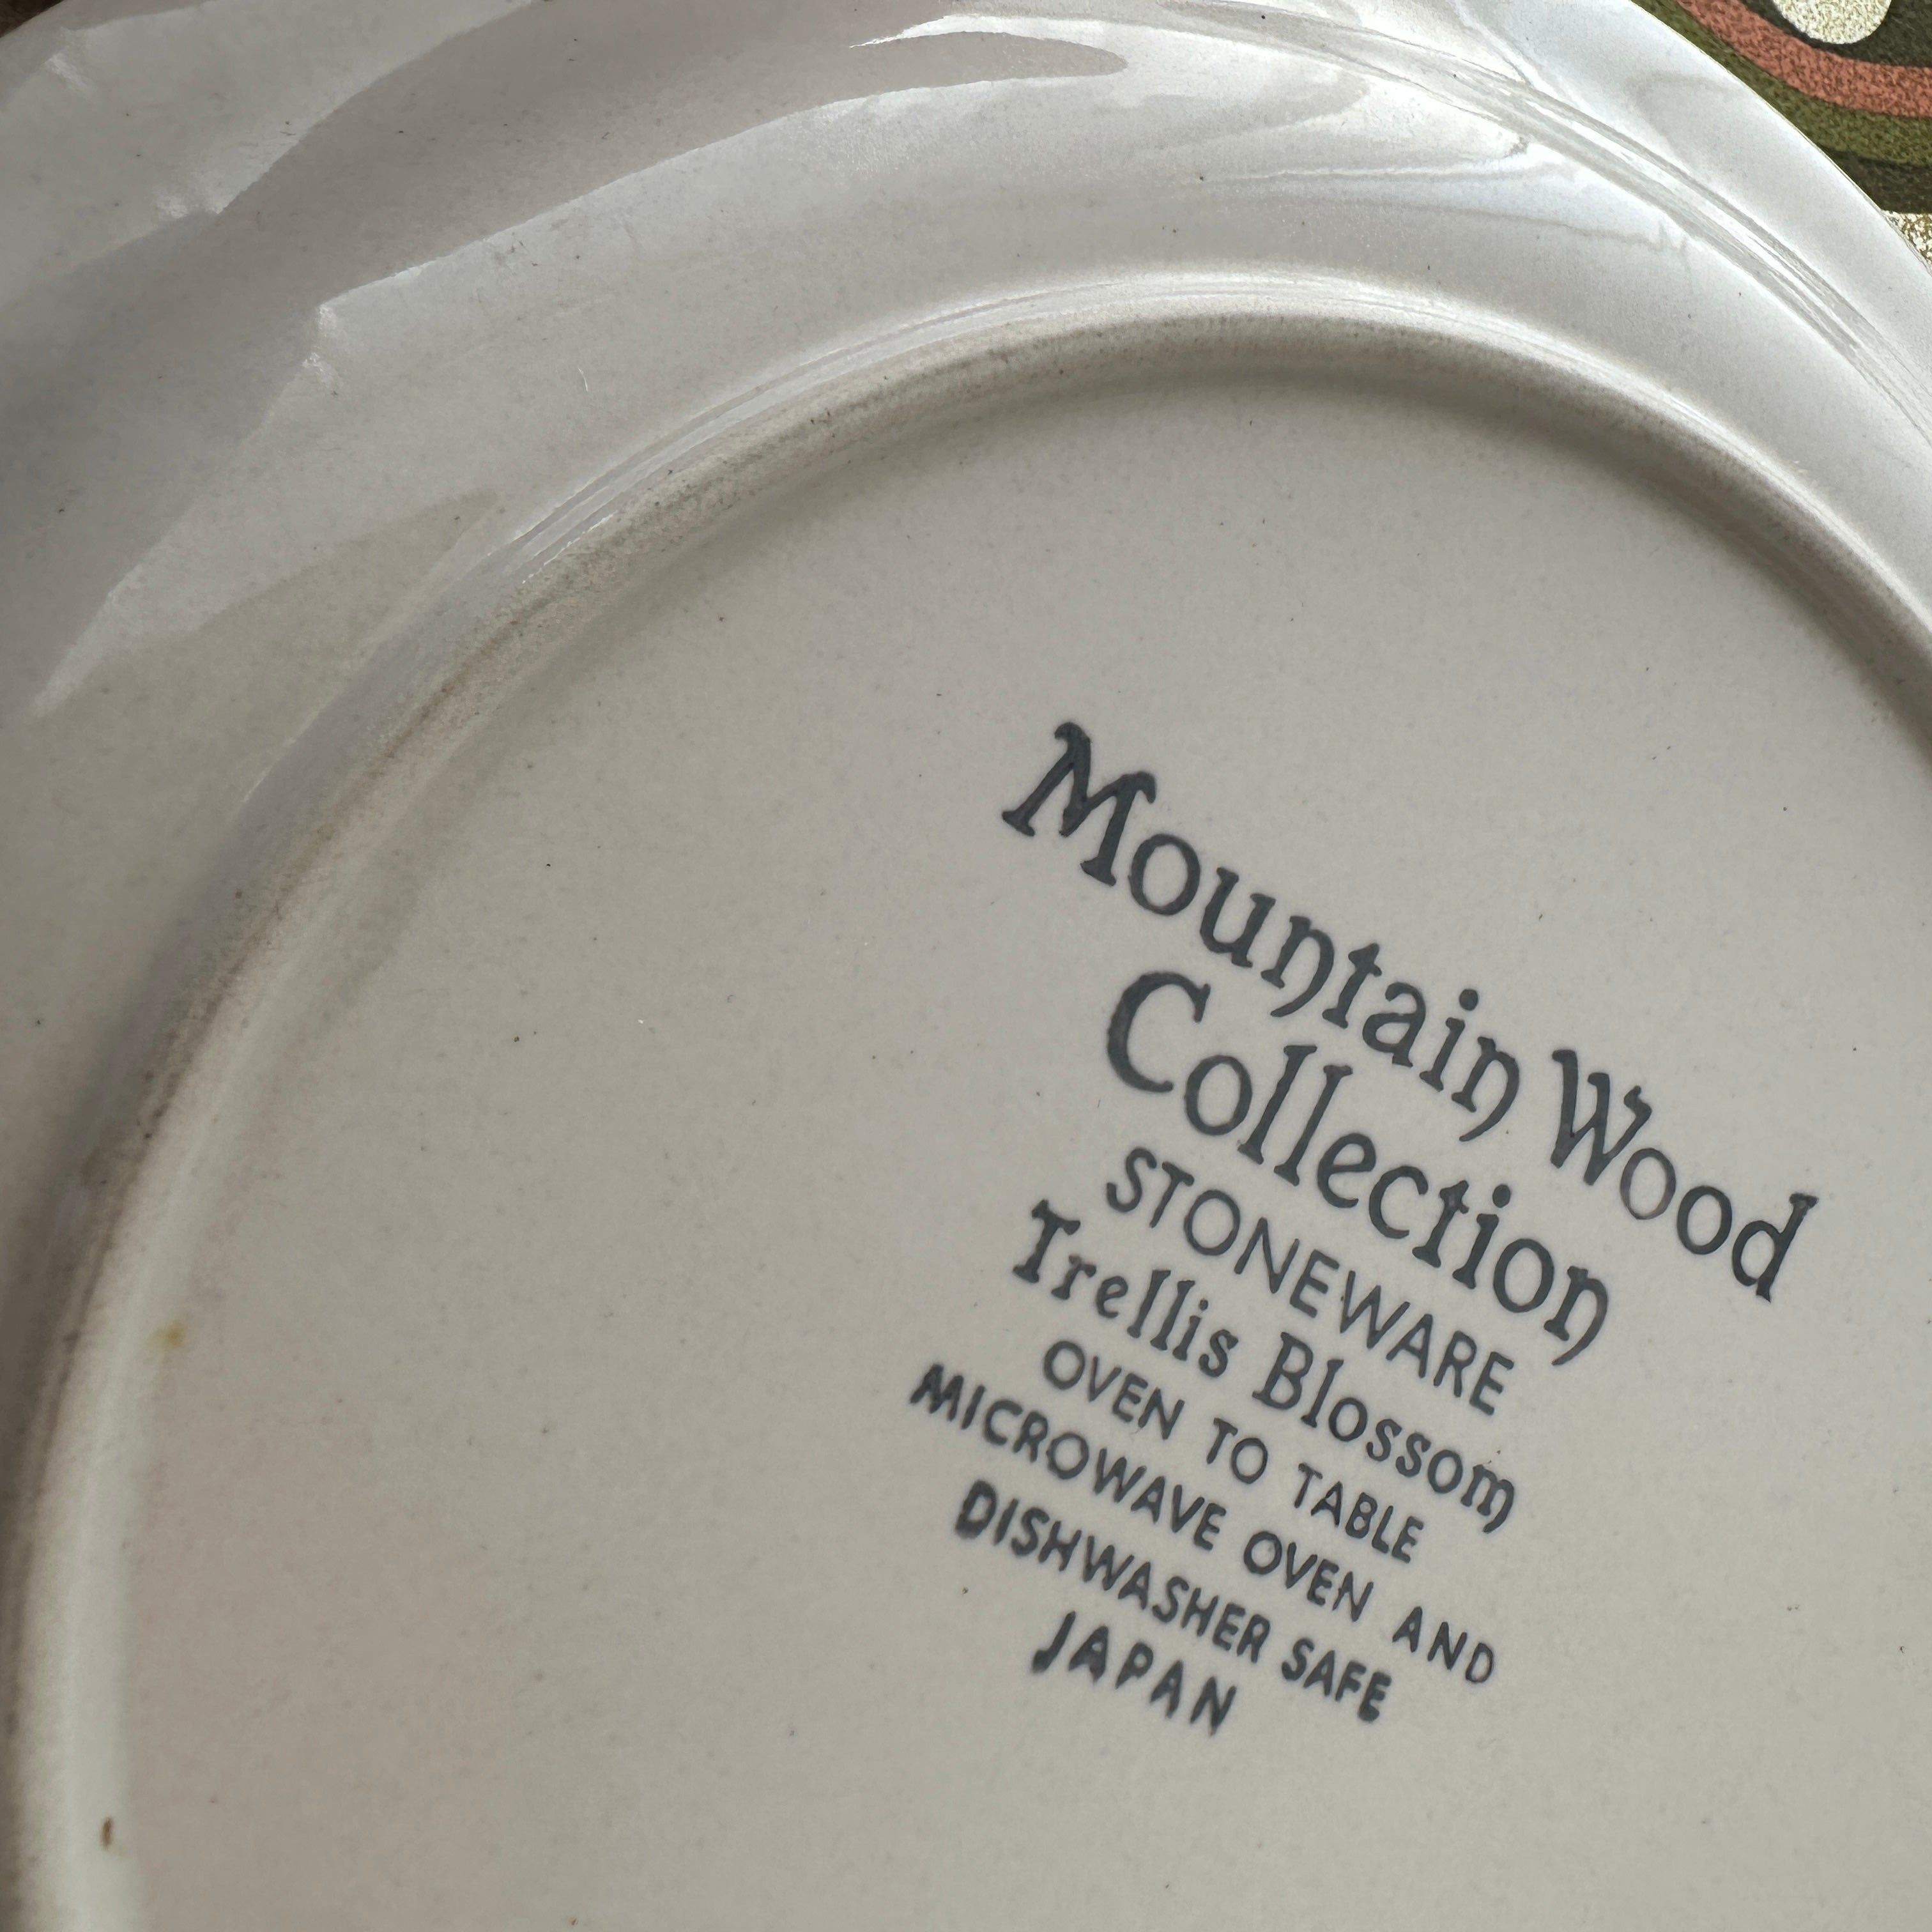 Mountain Wood
Collection
STONEWARE
Trellis Blossom
OVEN TO TABLE
MICROWAVE OVEN AND
DISHWASHER SAFE
JAPAN